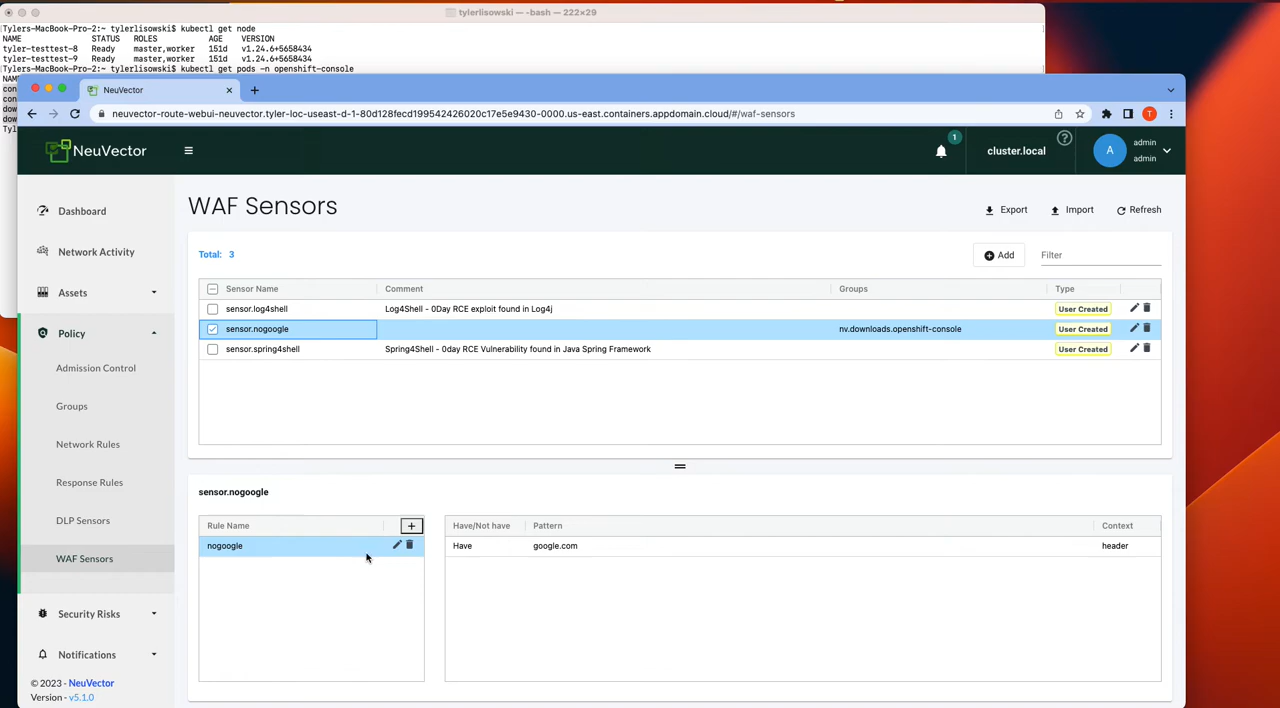 tylerlisowski — -bash — 222×29
Tylers-MacBook-Pro-2:~ tylerlisowski$ kubectl get node
NAME STATUS ROLES AGE VERSION
tyler-testtest-8 Ready master,worker 151d v1.24.6+5658434
tyler-testtest-9 Ready master,worker 151d v1.24.6+5658434
Tylers-MacBook-Pro-2:~ tylerlisowski$ kubectl get pods -n openshift-console
NeuVector
neuvector-route-webui-neuvector.tyler-loc-useast-d-1-80d128fecd199542426020c17e5e9430-0000.us-east.containers.appdomain.cloud/#/waf-sensors
T
NeuVector
1
cluster.local
A
admin
admin
Dashboard
Network Activity
Assets
Policy
Admission Control
Groups
Network Rules
Response Rules
DLP Sensors
WAF Sensors
Security Risks
Notifications
© 2023 - NeuVector
Version - v5.1.0
WAF Sensors
Export Import Refresh
Total: 3
Add Filter
Sensor Name Comment Groups Type
sensor.log4shell Log4Shell - 0Day RCE exploit found in Log4j User Created
sensor.nogoogle nv.downloads.openshift-console User Created
sensor.spring4shell Spring4Shell - 0day RCE Vulnerability found in Java Spring Framework User Created
sensor.nogoogle
Rule Name +
nogoogle
Have/Not have Pattern Context
Have google.com header